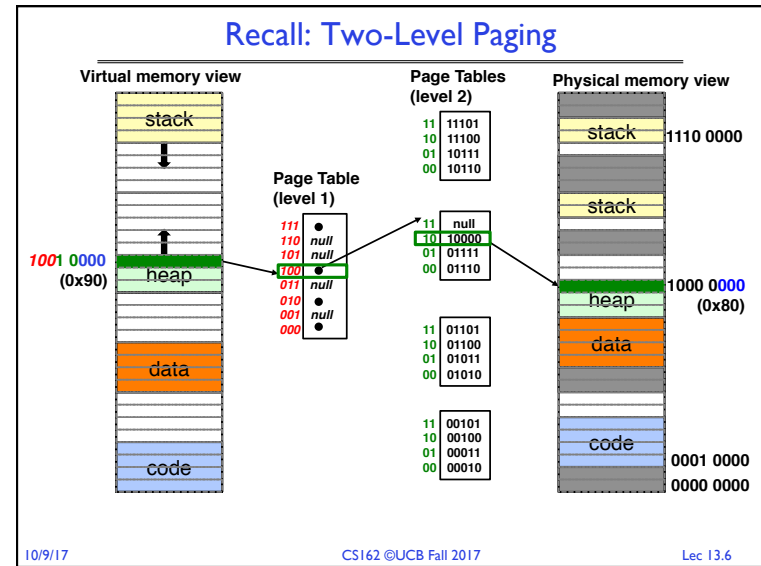 Recall: Two-Level Paging
Virtual memory view
stack
1001 0000
(0x90)
heap
data
code
Page Table
(level 1)
111
110 null
101 null
100
011 null
010
001 null
000
Page Tables
(level 2)
11 11101
10 11100
01 10111
00 10110
11 null
10 10000
01 01111
00 01110
11 01101
10 01100
01 01011
00 01010
11 00101
10 00100
01 00011
00 00010
Physical memory view
stack
1110 0000
stack
1000 0000
(0x80)
heap
data
code
0001 0000
0000 0000
10/9/17
CS162 ©UCB Fall 2017
Lec 13.6